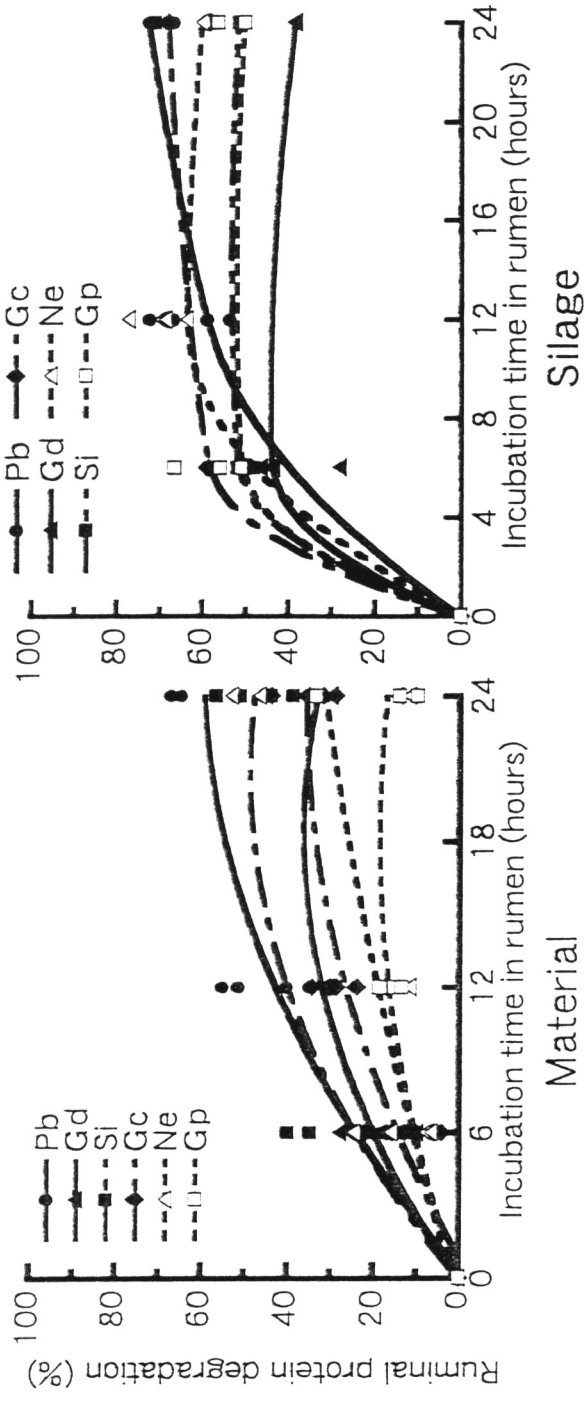 Ruminal protein degradation (%)
100
80
60
40
20
0
Pb
Gd
Si
Gc
Ne
Gp
0 6 12 18 24
Incubation time in rumen (hours)
Material
100
80
60
40
20
0
Pb Gc
Gd Ne
Si Gp
0 4 8 12 16 20 24
Incubation time in rumen (hours)
Silage